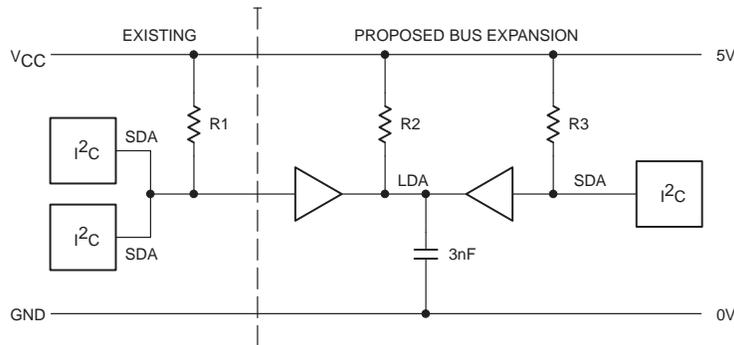 EXISTING
PROPOSED BUS EXPANSION
VCC
5V
R1
R2
R3
SDA
I2C
LDA
SDA
I2C
I2C
SDA
3nF
GND
0V